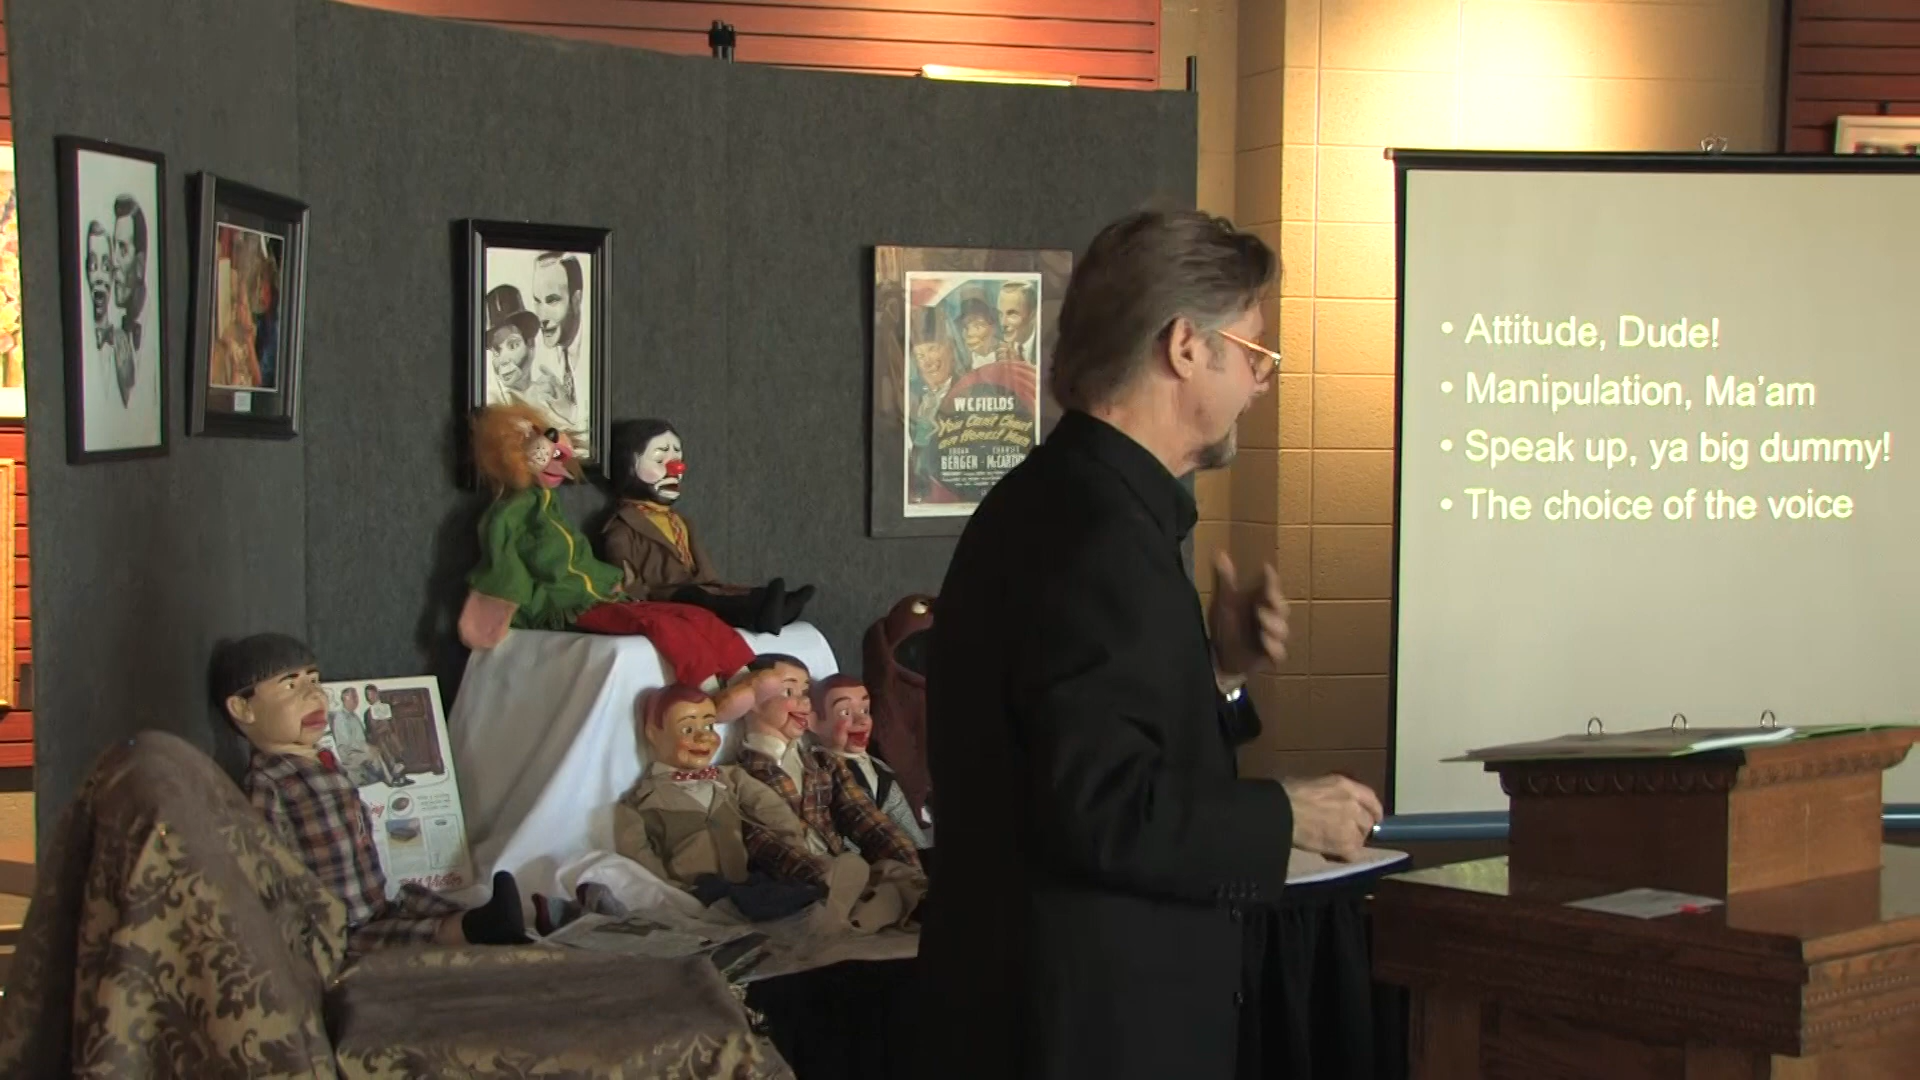 W.C. FIELDS
You Can't Cheat
an Honest Man
EDGAR CHARLIE
BERGEN McCARTHY
• Attitude, Dude!
• Manipulation, Ma'am
• Speak up, ya big dummy!
• The choice of the voice
Victor